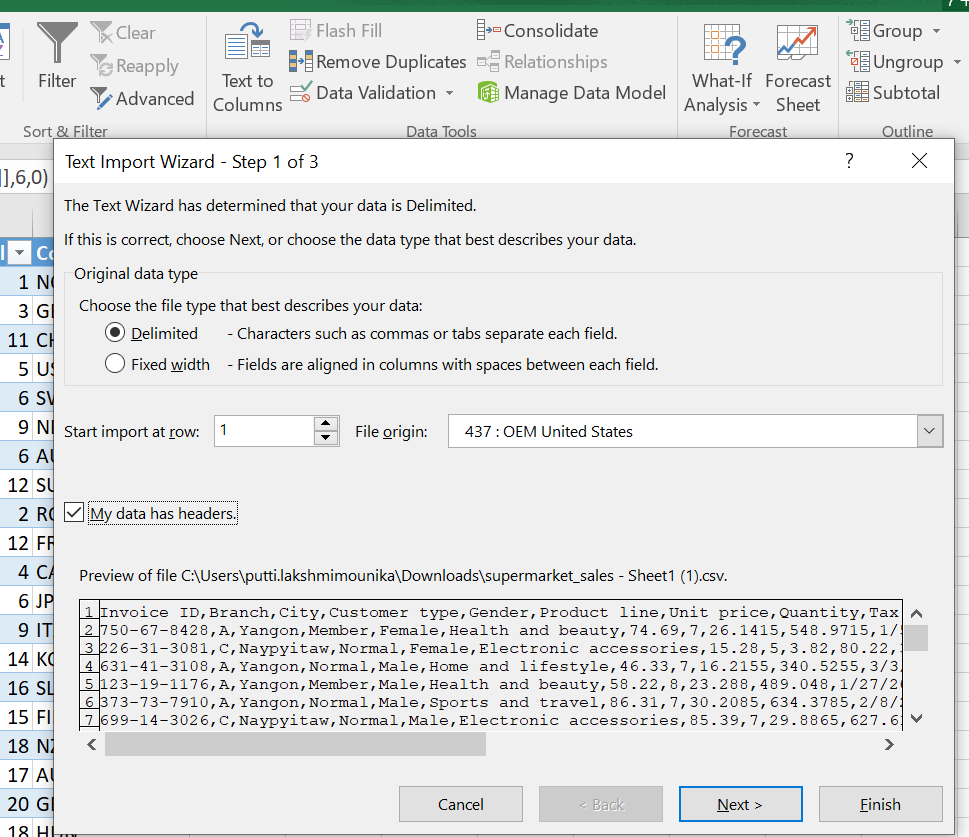 Clear
Flash Fill
Consolidate
Group
Reapply
Remove Duplicates
Relationships
Ungroup
Filter
Text to
Columns
What-If
Analysis
Forecast
Sheet
Advanced
Data Validation
Manage Data Model
Subtotal
Sort & Filter
Data Tools
Forecast
Outline
],6,0)
Text Import Wizard - Step 1 of 3
?
The Text Wizard has determined that your data is Delimited.
If this is correct, choose Next, or choose the data type that best describes your data.
Original data type
Choose the file type that best describes your data:
Delimited - Characters such as commas or tabs separate each field.
Fixed width - Fields are aligned in columns with spaces between each field.
Start import at row: 1 File origin: 437 : OEM United States
My data has headers.
Preview of file C:\Users\putti.lakshmimounika\Downloads\supermarket_sales - Sheet1 (1).csv.
1 Invoice ID,Branch,City,Customer type,Gender,Product line,Unit price,Quantity,Tax
2 750-67-8428,A,Yangon,Member,Female,Health and beauty,74.69,7,26.1415,548.9715,1/5
3 226-31-3081,C,Naypyitaw,Normal,Female,Electronic accessories,15.28,5,3.82,80.22,
4 631-41-3108,A,Yangon,Normal,Male,Home and lifestyle,46.33,7,16.2155,340.5255,3/3,
5 123-19-1176,A,Yangon,Member,Male,Health and beauty,58.22,8,23.288,489.048,1/27/20
6 373-73-7910,A,Yangon,Normal,Male,Sports and travel,86.31,7,30.2085,634.3785,2/8/2
7 699-14-3026,C,Naypyitaw,Normal,Male,Electronic accessories,85.39,7,29.8865,627.61
Cancel
< Back
Next >
Finish
1 NO
3 GE
11 CH
5 US
6 SV
9 NE
6 AU
12 SU
2 RO
12 FR
4 CA
6 JP
9 IT
14 KO
16 SL
15 FI
18 NZ
17 AU
20 GE
18 HUN